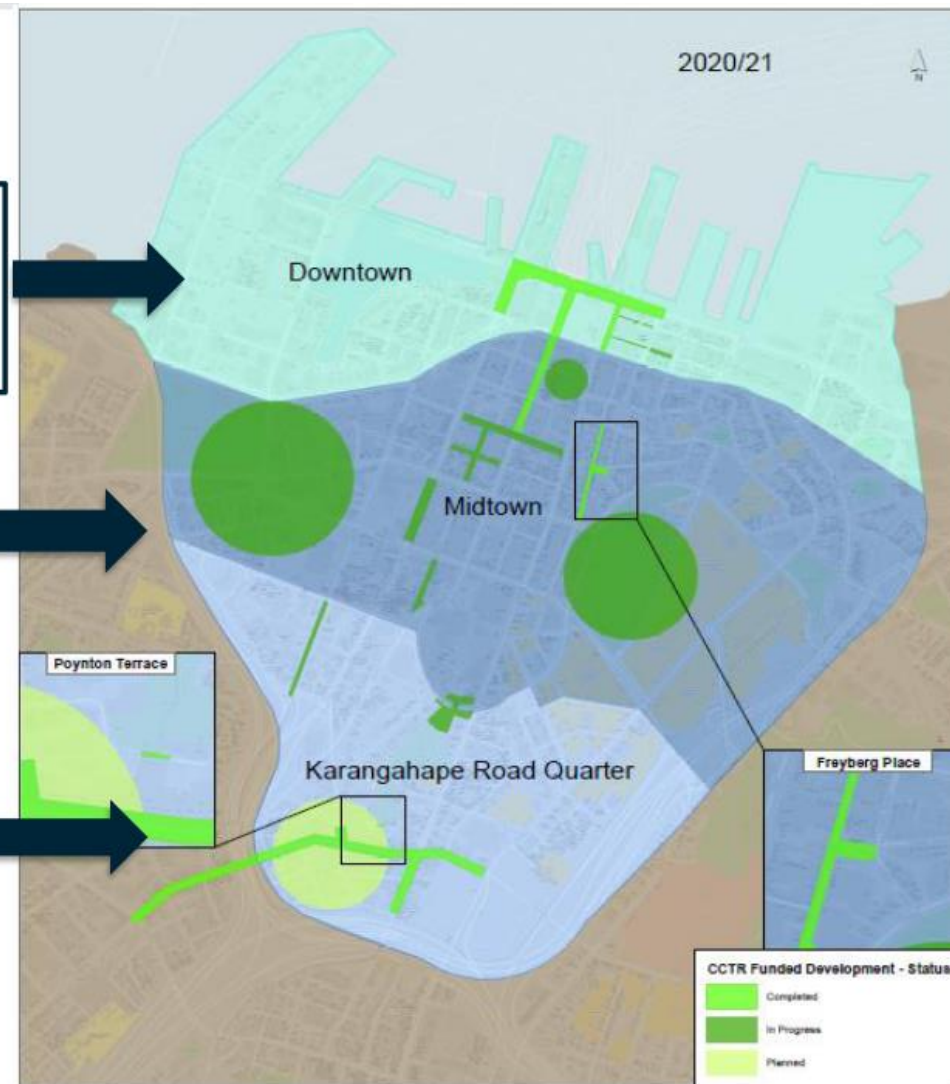 2020/21
N
Downtown
Midtown
Poynton Terrace
Karangahape Road Quarter
Freyberg Place
CCTR Funded Development - Status
Completed
In Progress
Planned